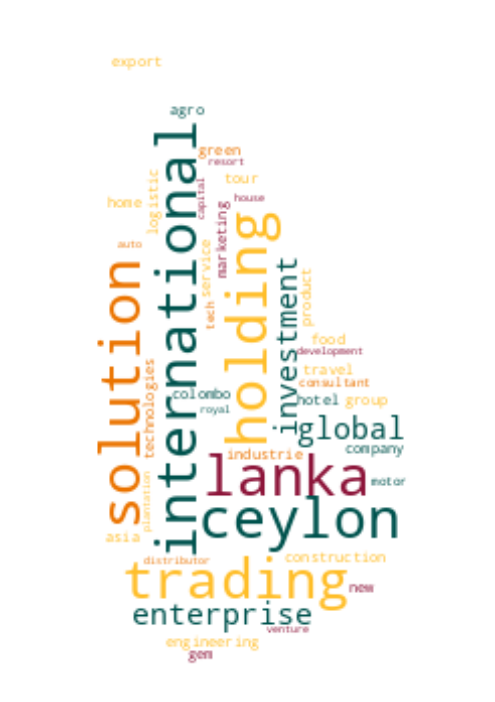 export
agro
international
green
resort
logistic
tour
capital
home
house
marketing
holding
auto
service
solution
investment
product
tech
food
development
technologies
travel
consultant
colombo
hotel
group
royal
global
company
industrie
lanka
motor
plantation
ceylon
asia
distributor
construction
trading
new
enterprise
venture
engineering
gem